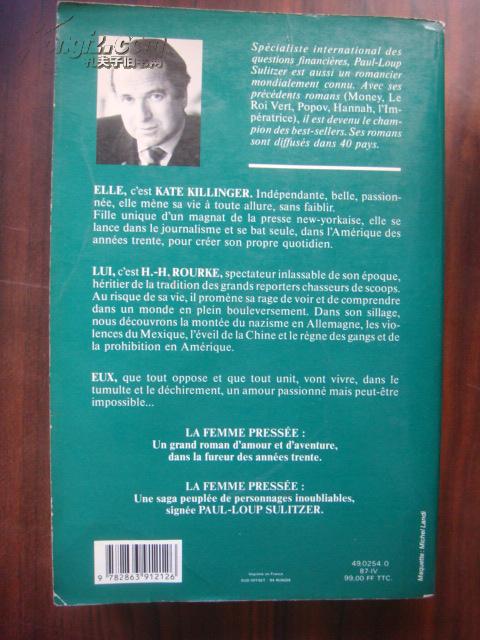 孔夫子旧书网
Spécialiste international des
questions financières, Paul-Loup
Sulitzer est aussi un romancier
mondialement connu. Avec ses
précédents romans (Money, Le
Roi Vert, Popov, Hannah, l'Im-
pératrice), il est devenu le cham-
pion des best-sellers. Ses romans
sont diffusés dans 40 pays.
ELLE, c'est KATE KILLINGER. Indépendante, belle, passion-
née, elle mène sa vie à toute allure, sans faiblir.
Fille unique d'un magnat de la presse new-yorkaise, elle se
lance dans le journalisme et se bat seule, dans l'Amérique des
années trente, pour créer son propre quotidien.
LUI, c'est H.-H. ROURKE, spectateur inlassable de son époque,
héritier de la tradition des grands reporters chasseurs de scoops.
Au risque de sa vie, il promène sa rage de voir et de comprendre
dans un monde en plein bouleversement. Dans son sillage,
nous découvrons la montée du nazisme en Allemagne, les vio-
lences du Mexique, l'éveil de la Chine et le règne des gangs et de
la prohibition en Amérique.
EUX, que tout oppose et que tout unit, vont vivre, dans le
tumulte et le déchirement, un amour passionné mais peut-être
impossible...
LA FEMME PRESSÉE :
Un grand roman d'amour et d'aventure,
dans la fureur des années trente.
LA FEMME PRESSÉE :
Une saga peuplée de personnages inoubliables,
signée PAUL-LOUP SULITZER.
9 782863 912126
Imprimé en France
49.0254.0
87-IV
99,00 FF TTC.
Maquette : Michel Landi